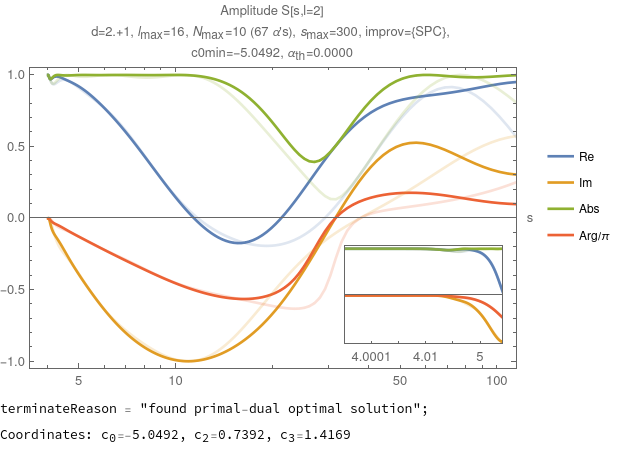 Amplitude S[s,l=2]
d=2.+1, lmax=16, Nmax=10 (67 α's), smax=300, improv={SPC},
c0min=-5.0492, αth=0.0000
1.0
0.5
0.0
-0.5
-1.0
5
10
50
100
s
Re
Im
Abs
Arg/π
4.0001
4.01
5
terminateReason = "found primal-dual optimal solution";
Coordinates: c0=-5.0492, c2=0.7392, c3=1.4169